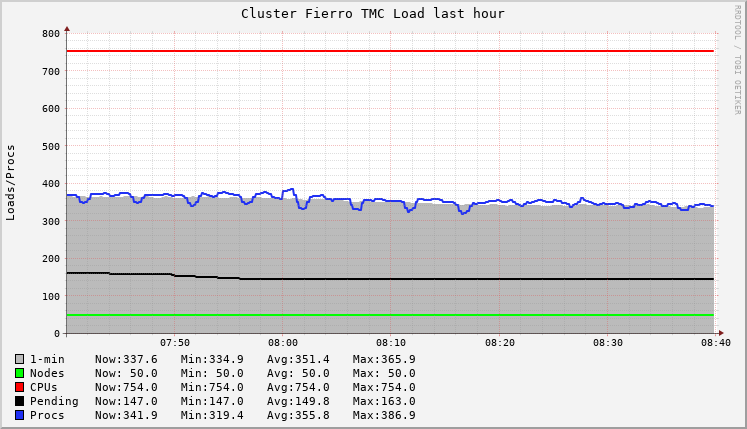 Cluster Fierro TMC Load last hour
RRDTOOL / TOBI OETIKER
Loads/Procs
800
700
600
500
400
300
200
100
0
07:50 08:00 08:10 08:20 08:30 08:40
1-min Now:337.6 Min:334.9 Avg:351.4 Max:365.9
Nodes Now: 50.0 Min: 50.0 Avg: 50.0 Max: 50.0
CPUs Now:754.0 Min:754.0 Avg:754.0 Max:754.0
Pending Now:147.0 Min:147.0 Avg:149.8 Max:163.0
Procs Now:341.9 Min:319.4 Avg:355.8 Max:386.9